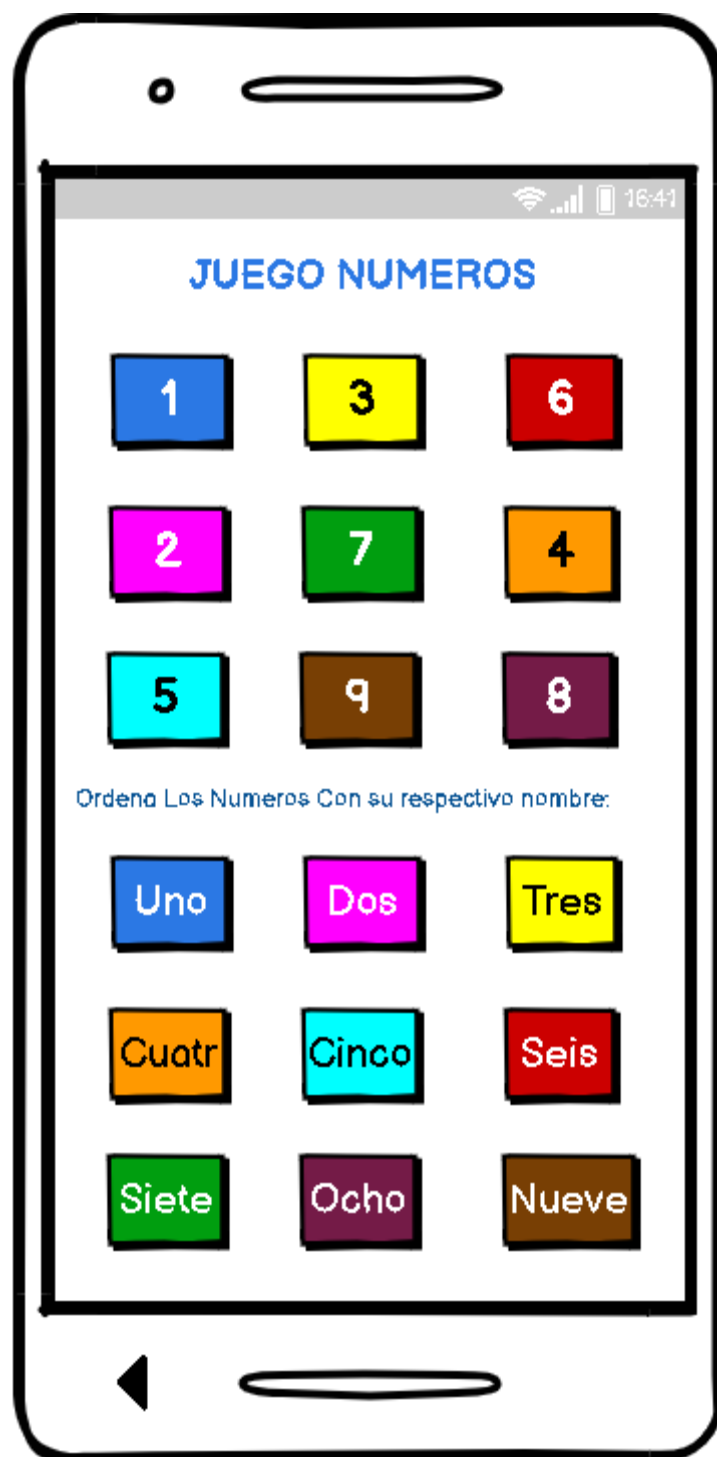 16:41
JUEGO NUMEROS
1 3 6
2 7 4
5 9 8
Ordena Los Numeros Con su respectivo nombre:
Uno Dos Tres
Cuatr Cinco Seis
Siete Ocho Nueve